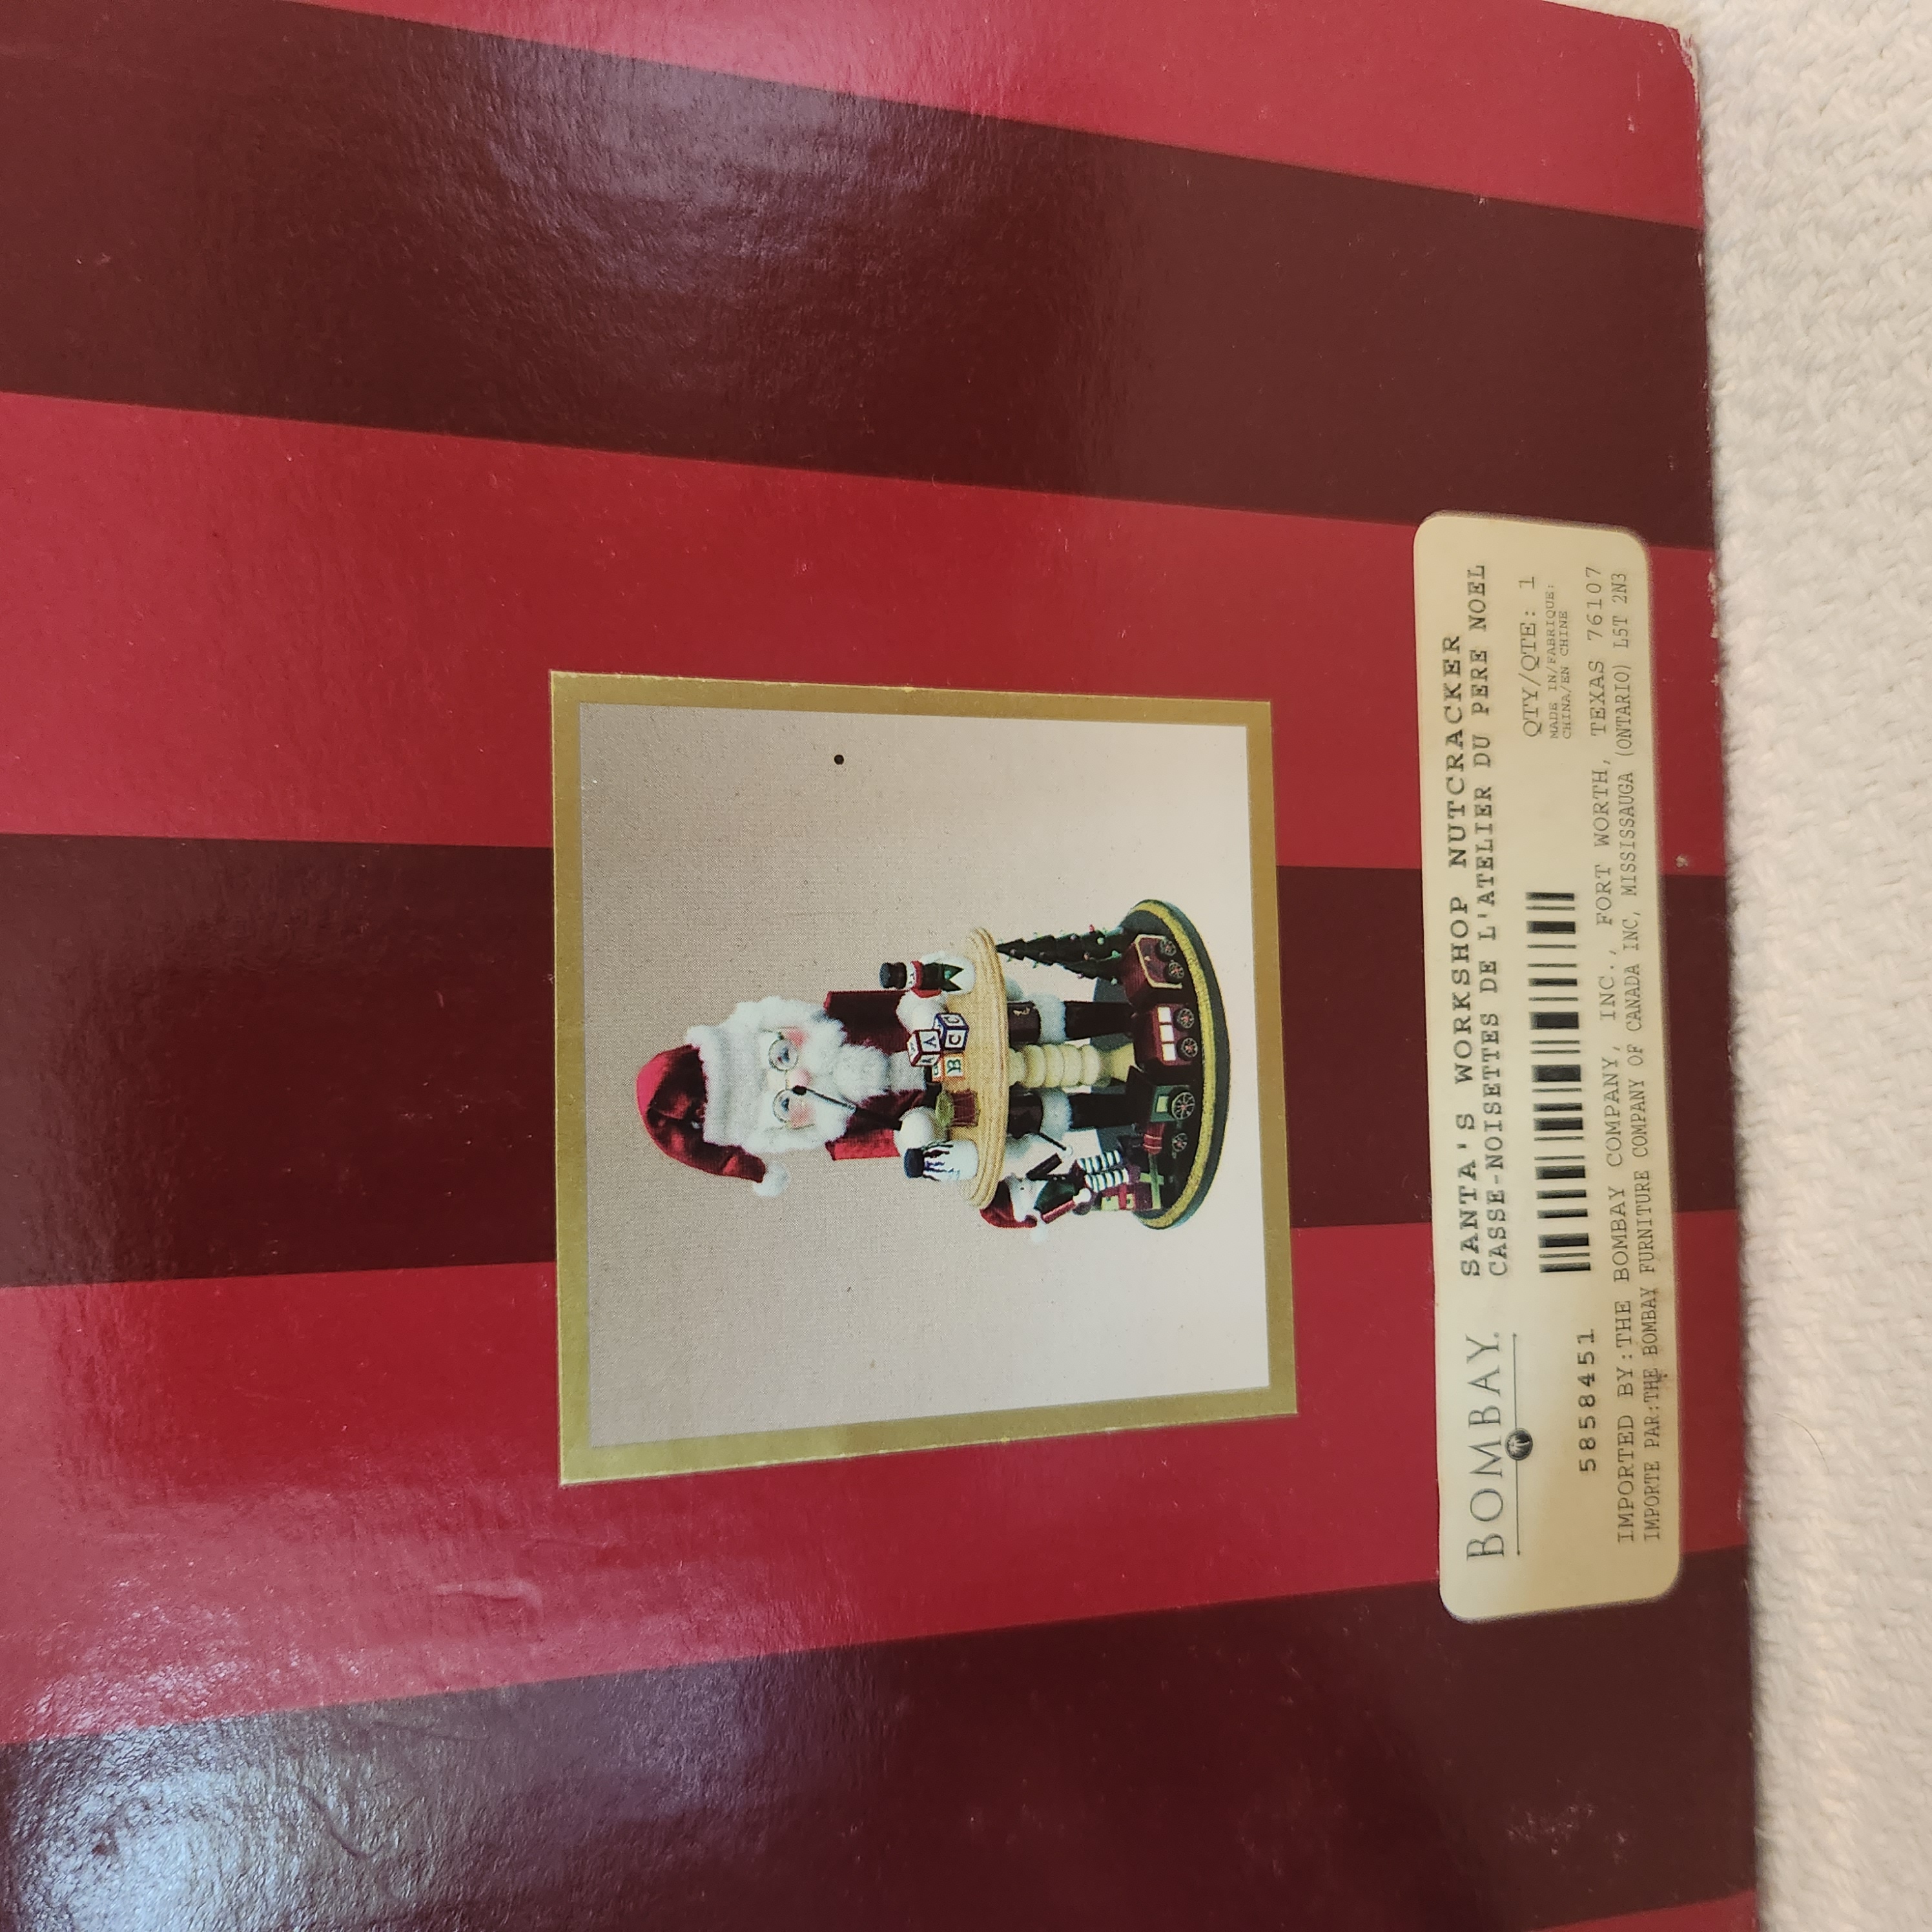 BOMBAY
SANTA'S WORKSHOP NUTCRACKER
CASSE-NOISETTES DE L'ATELIER DU PERE NOEL
5858451
QTY/QTE: 1
MADE IN/FABRIQUE:
CHINA/EN CHINE
IMPORTED BY:THE BOMBAY COMPANY, INC., FORT WORTH, TEXAS 76107
IMPORTE PAR:THE BOMBAY FURNITURE COMPANY OF CANADA INC, MISSISSAUGA (ONTARIO) L5T 2N3
A
B
C